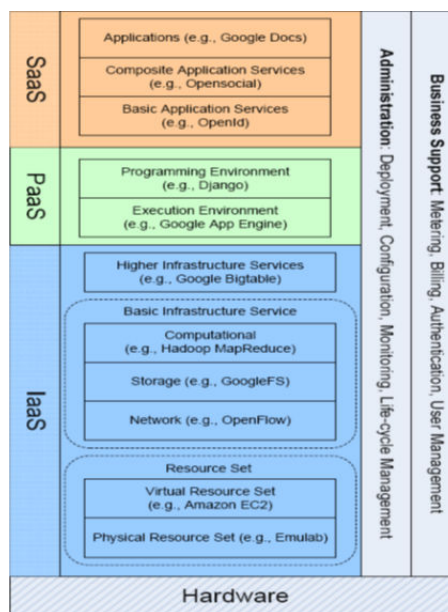 SaaS
Applications (e.g., Google Docs)
Composite Application Services
(e.g., Opensocial)
Basic Application Services
(e.g., OpenId)
PaaS
Programming Environment
(e.g., Django)
Execution Environment
(e.g., Google App Engine)
IaaS
Higher Infrastructure Services
(e.g., Google Bigtable)
Basic Infrastructure Service
Computational
(e.g., Hadoop MapReduce)
Storage (e.g., GoogleFS)
Network (e.g., OpenFlow)
Resource Set
Virtual Resource Set
(e.g., Amazon EC2)
Physical Resource Set (e.g., Emulab)
Administration: Deployment, Configuration, Monitoring, Life-cycle Management
Business Support: Metering, Billing, Authentication, User Management
Hardware